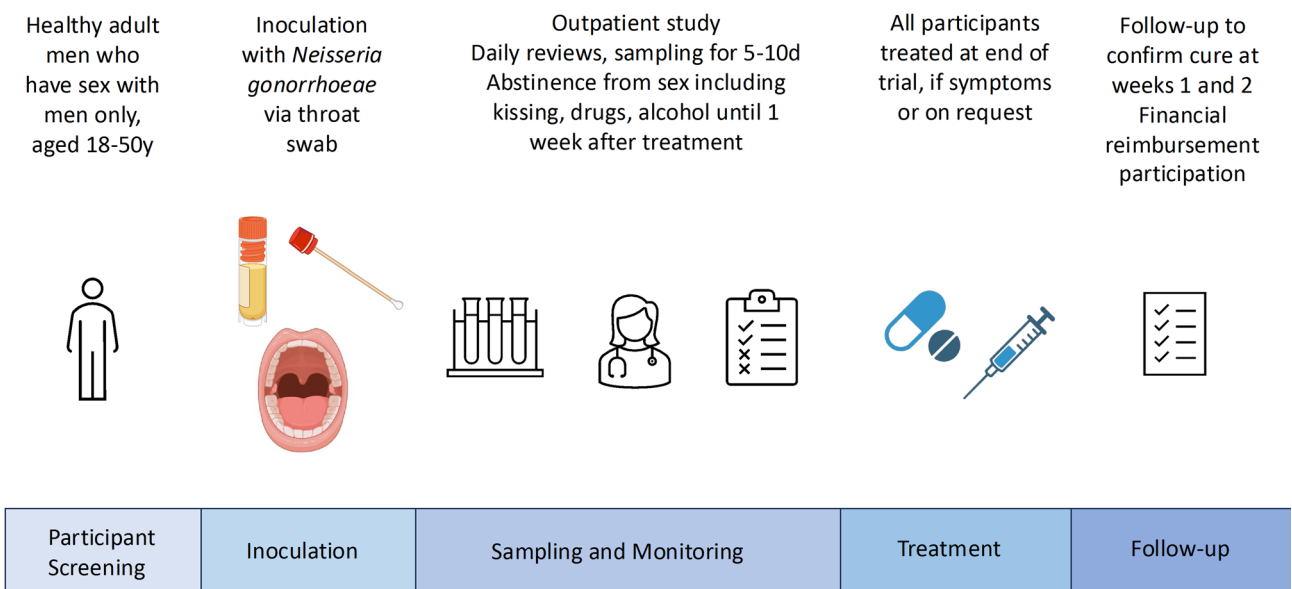 Healthy adult
men who
have sex with
men only,
aged 18-50y
Inoculation
with Neisseria
gonorrhoeae
via throat
swab
Outpatient study
Daily reviews, sampling for 5-10d
Abstinence from sex including
kissing, drugs, alcohol until 1
week after treatment
All participants
treated at end of
trial, if symptoms
or on request
Follow-up to
confirm cure at
weeks 1 and 2
Financial
reimbursement
participation
Participant
Screening
Inoculation
Sampling and Monitoring
Treatment
Follow-up